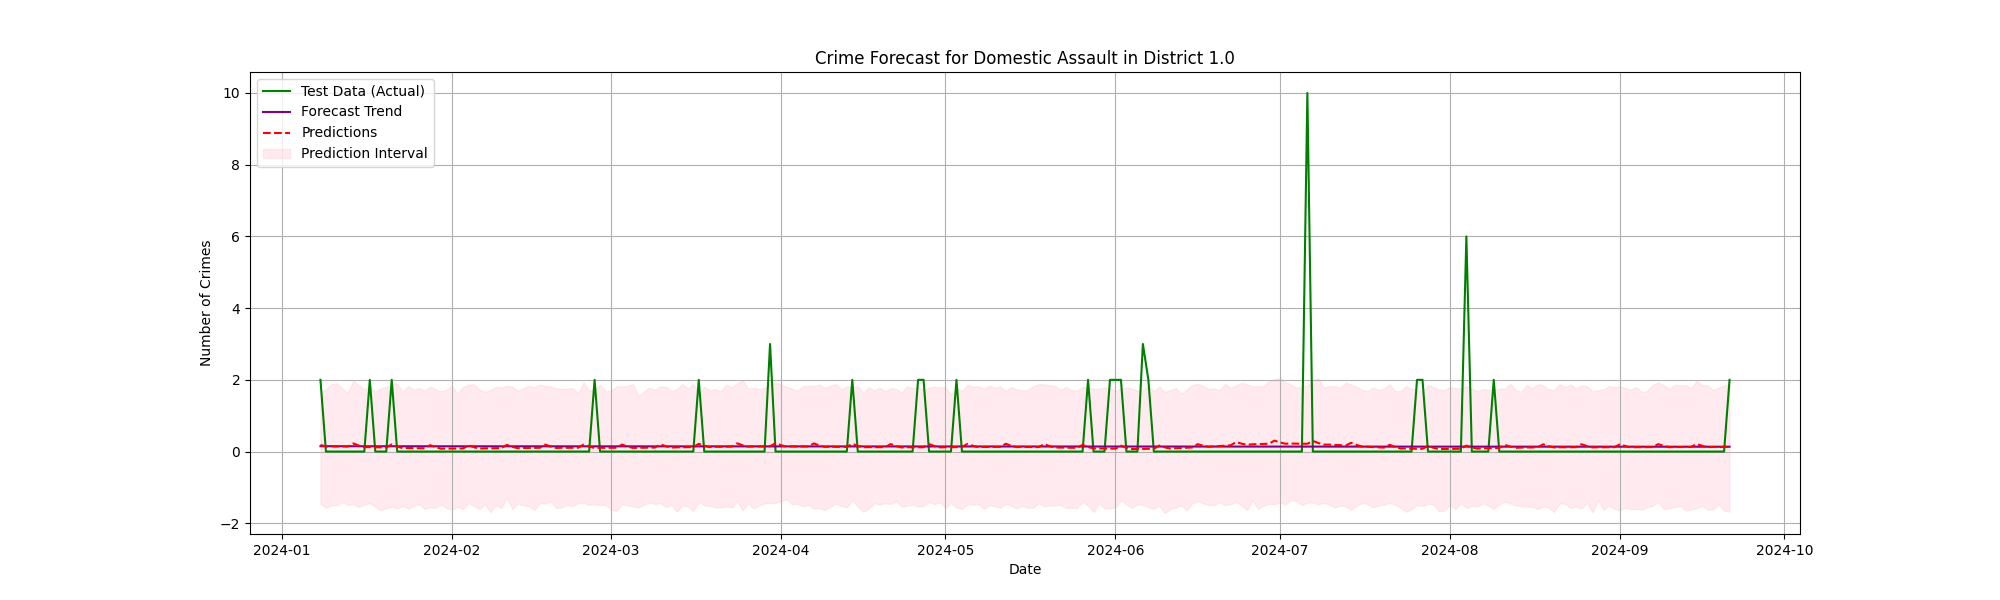 Crime Forecast for Domestic Assault in District 1.0
Test Data (Actual)
Forecast Trend
Predictions
Prediction Interval
Number of Crimes
10
8
6
4
2
0
−2
2024-01
2024-02
2024-03
2024-04
2024-05
2024-06
2024-07
2024-08
2024-09
2024-10
Date